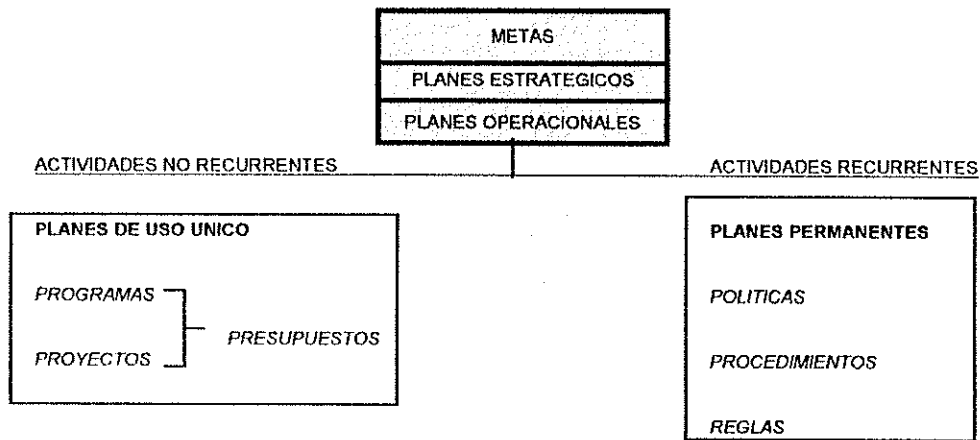 METAS
PLANES ESTRATEGICOS
PLANES OPERACIONALES
ACTIVIDADES NO RECURRENTES
ACTIVIDADES RECURRENTES
PLANES DE USO UNICO
PROGRAMAS
PRESUPUESTOS
PROYECTOS
PLANES PERMANENTES
POLITICAS
PROCEDIMIENTOS
REGLAS